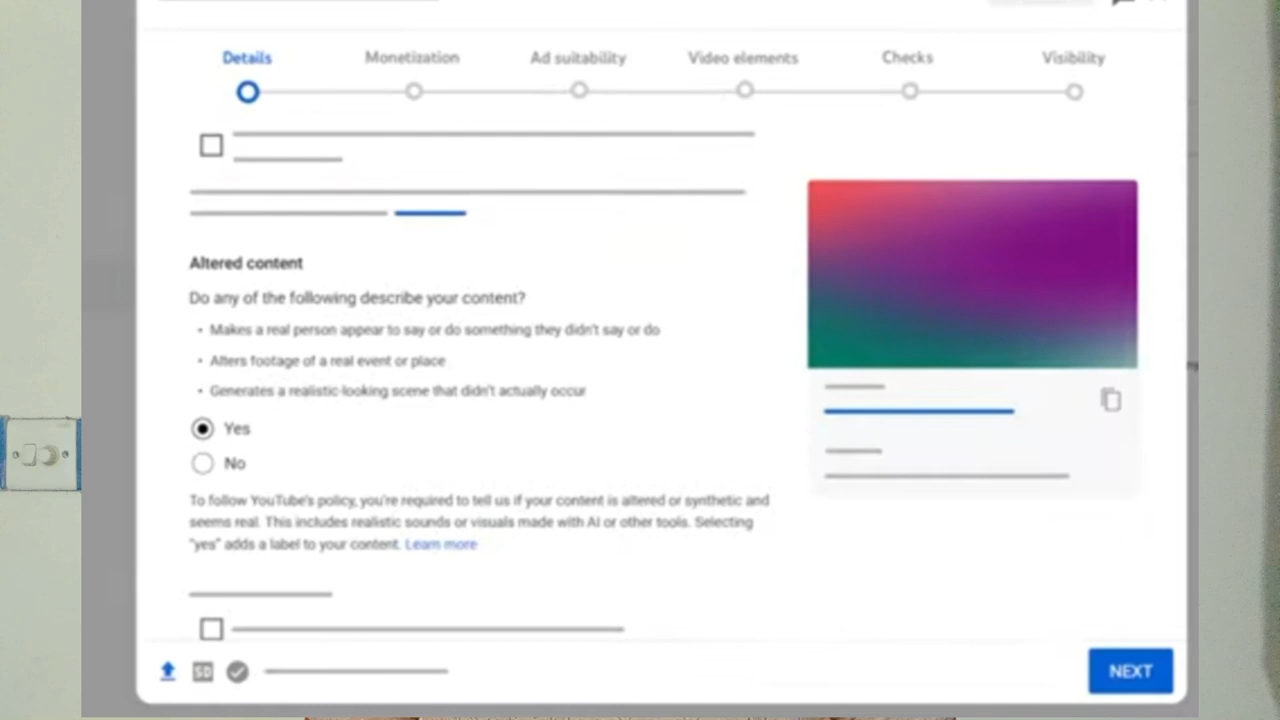 Details Monetization Ad suitability Video elements Checks Visibility
Altered content
Do any of the following describe your content?
• Makes a real person appear to say or do something they didn't say or do
• Alters footage of a real event or place
• Generates a realistic-looking scene that didn't actually occur
Yes
No
To follow YouTube's policy, you're required to tell us if your content is altered or synthetic and
seems real. This includes realistic sounds or visuals made with AI or other tools. Selecting
"yes" adds a label to your content. Learn more
SD
NEXT